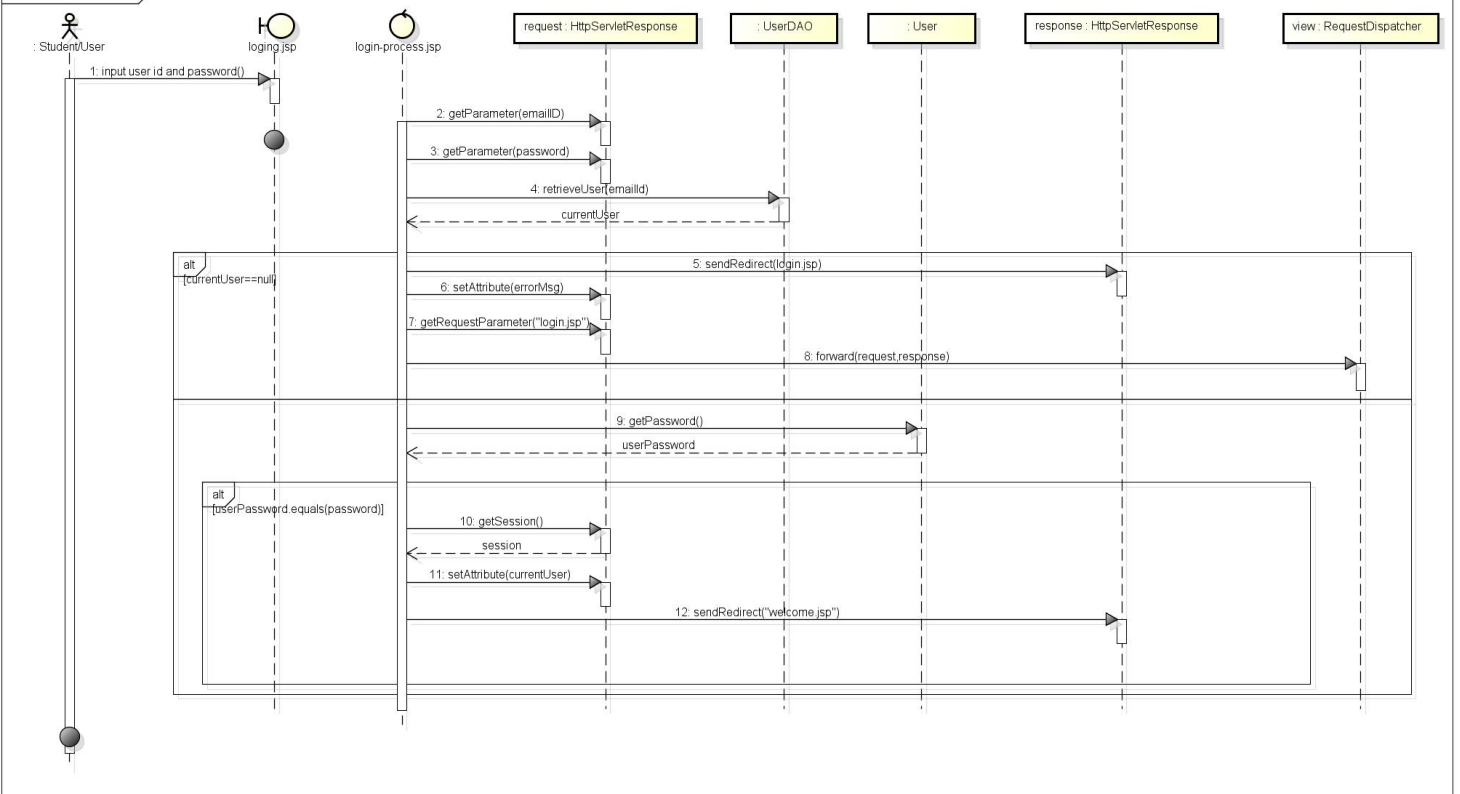 : Student/User
loging.jsp
login-process.jsp
request : HttpServletResponse
: UserDAO
: User
response : HttpServletResponse
view : RequestDispatcher
1: input user id and password()
2: getParameter(emailID)
3: getParameter(password)
4: retrieveUser(emailId)
currentUser
alt
[currentUser==null]
5: sendRedirect(login.jsp)
6: setAttribute(errorMsg)
7: getRequestParameter("login.jsp")
8: forward(request,response)
9: getPassword()
userPassword
alt
[userPassword.equals(password)]
10: getSession()
session
11: setAttribute(currentUser)
12: sendRedirect("welcome.jsp")